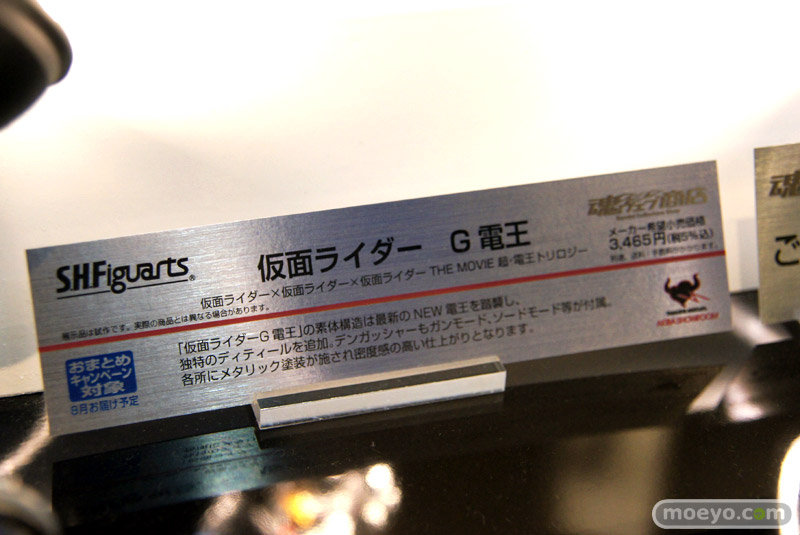 S.H.Figuarts®
仮面ライダー G電王
魂ウェブ商店
メーカー希望小売価格
3,465円(税5%込)
仮面ライダー×仮面ライダー×仮面ライダー THE MOVIE 超・電王トリロジー
展示品は試作です。実際の商品とは異なる場合があります。
「仮面ライダーG電王」の素体構造は最新のNEW電王を踏襲し、
独特のディティールを追加。デンガッシャーもガンモード、ソードモード等が付属。
各所にメタリック塗装が施され密度感の高い仕上がりとなります。
おまとめ
キャンペーン
対象
8月お届け予定
ご
moeyo.com